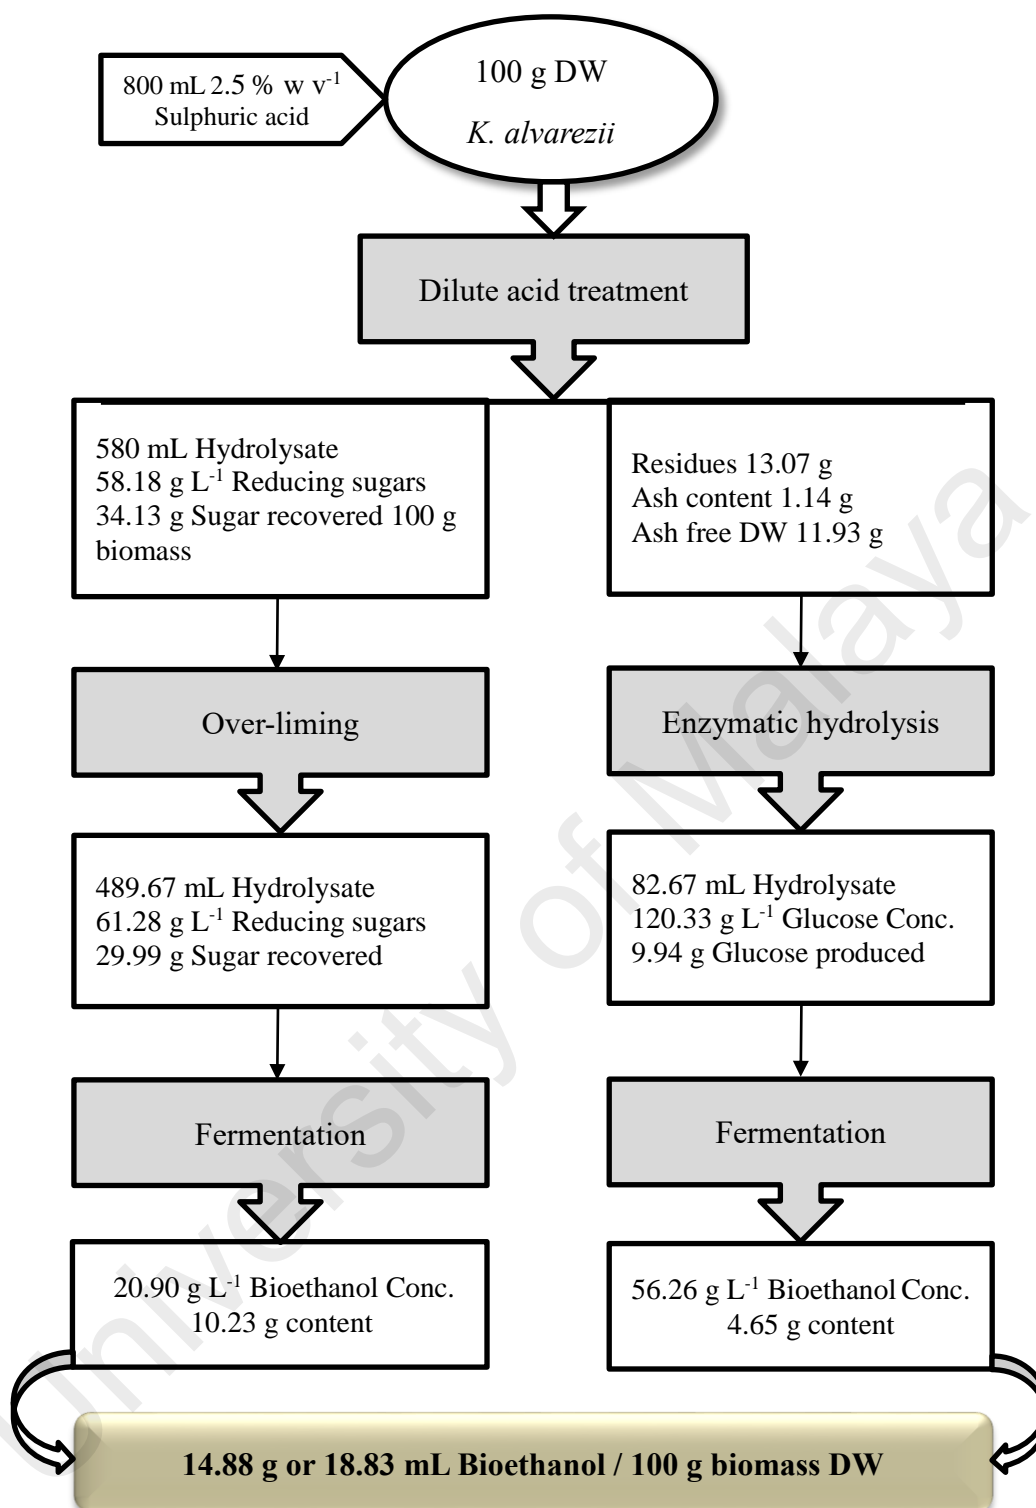 800 mL 2.5 % w v⁻¹
Sulphuric acid
100 g DW
K. alvarezii
Dilute acid treatment
580 mL Hydrolysate
58.18 g L⁻¹ Reducing sugars
34.13 g Sugar recovered 100 g
biomass
Residues 13.07 g
Ash content 1.14 g
Ash free DW 11.93 g
Over-liming
Enzymatic hydrolysis
489.67 mL Hydrolysate
61.28 g L⁻¹ Reducing sugars
29.99 g Sugar recovered
82.67 mL Hydrolysate
120.33 g L⁻¹ Glucose Conc.
9.94 g Glucose produced
Fermentation
Fermentation
20.90 g L⁻¹ Bioethanol Conc.
10.23 g content
56.26 g L⁻¹ Bioethanol Conc.
4.65 g content
14.88 g or 18.83 mL Bioethanol / 100 g biomass DW
University of Malaya